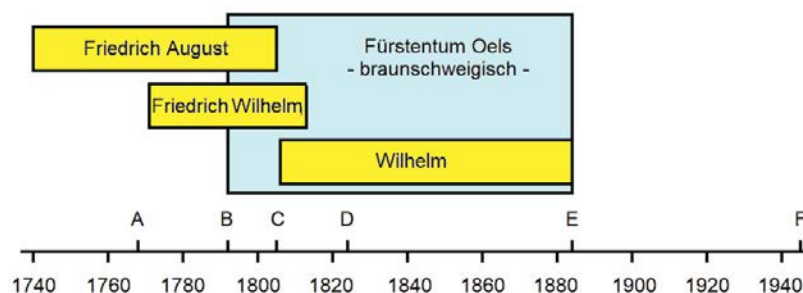 Friedrich August
Fürstentum Oels
- braunschweigisch -
Friedrich Wilhelm
Wilhelm
A B C D E F
1740 1760 1780 1800 1820 1840 1860 1880 1900 1920 1940